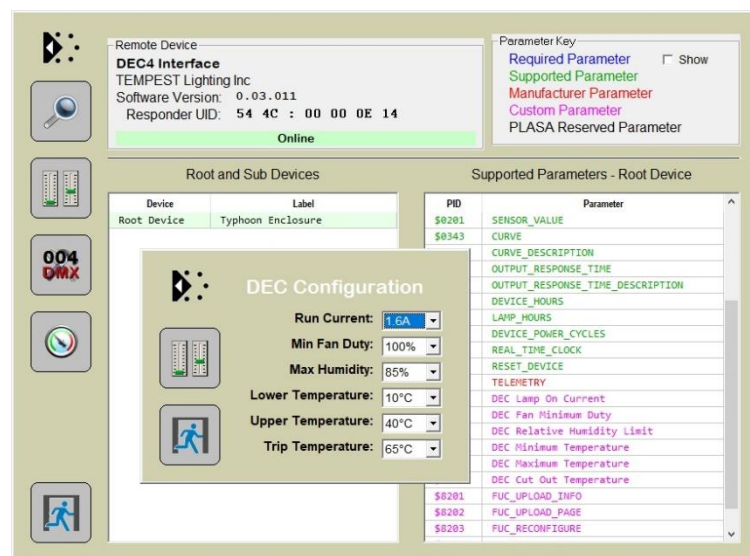 Remote Device
DEC4 Interface
TEMPEST Lighting Inc
Software Version: 0.03.011
Responder UID: 54 4C : 00 00 0E 14
Online
Parameter Key
Required Parameter
Show
Supported Parameter
Manufacturer Parameter
Custom Parameter
PLASA Reserved Parameter
004
DMX
Root and Sub Devices
Device Label
Root Device Typhoon Enclosure
DEC Configuration
Run Current: 1.6A
Min Fan Duty: 100%
Max Humidity: 85%
Lower Temperature: 10°C
Upper Temperature: 40°C
Trip Temperature: 65°C
Supported Parameters - Root Device
PID Parameter
$0201 SENSOR_VALUE
$0343 CURVE
CURVE_DESCRIPTION
OUTPUT_RESPONSE_TIME
OUTPUT_RESPONSE_TIME_DESCRIPTION
DEVICE_HOURS
LAMP_HOURS
DEVICE_POWER_CYCLES
REAL_TIME_CLOCK
RESET_DEVICE
TELEMETRY
DEC Lamp On Current
DEC Fan Minimum Duty
DEC Relative Humidity Limit
DEC Minimum Temperature
DEC Maximum Temperature
DEC Cut Out Temperature
$8201 FUC_UPLOAD_INFO
$8202 FUC_UPLOAD_PAGE
$8203 FUC_RECONFIGURE